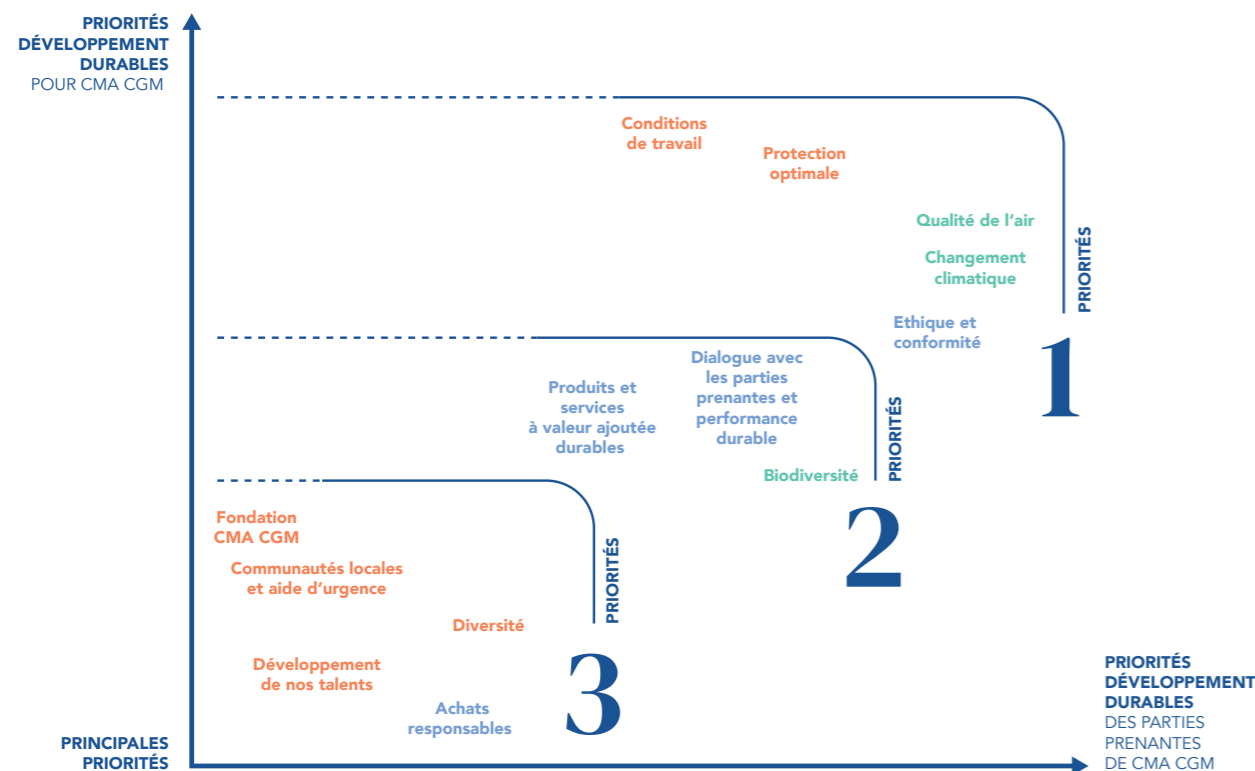 PRIORITÉS
DÉVELOPPEMENT
DURABLES
POUR CMA CGM
Conditions
de travail
Protection
optimale
Qualité de l’air
Changement
climatique
Ethique et
conformité
PRIORITÉS
1
Produits et
services
à valeur ajoutée
durables
Dialogue avec
les parties
prenantes et
performance
durable
Biodiversité
PRIORITÉS
2
Fondation
CMA CGM
Communautés locales
et aide d’urgence
Diversité
Développement
de nos talents
Achats
responsables
PRIORITÉS
3
PRINCIPALES
PRIORITÉS
PRIORITÉS
DÉVELOPPEMENT
DURABLES
DES PARTIES
PRENANTES
DE CMA CGM